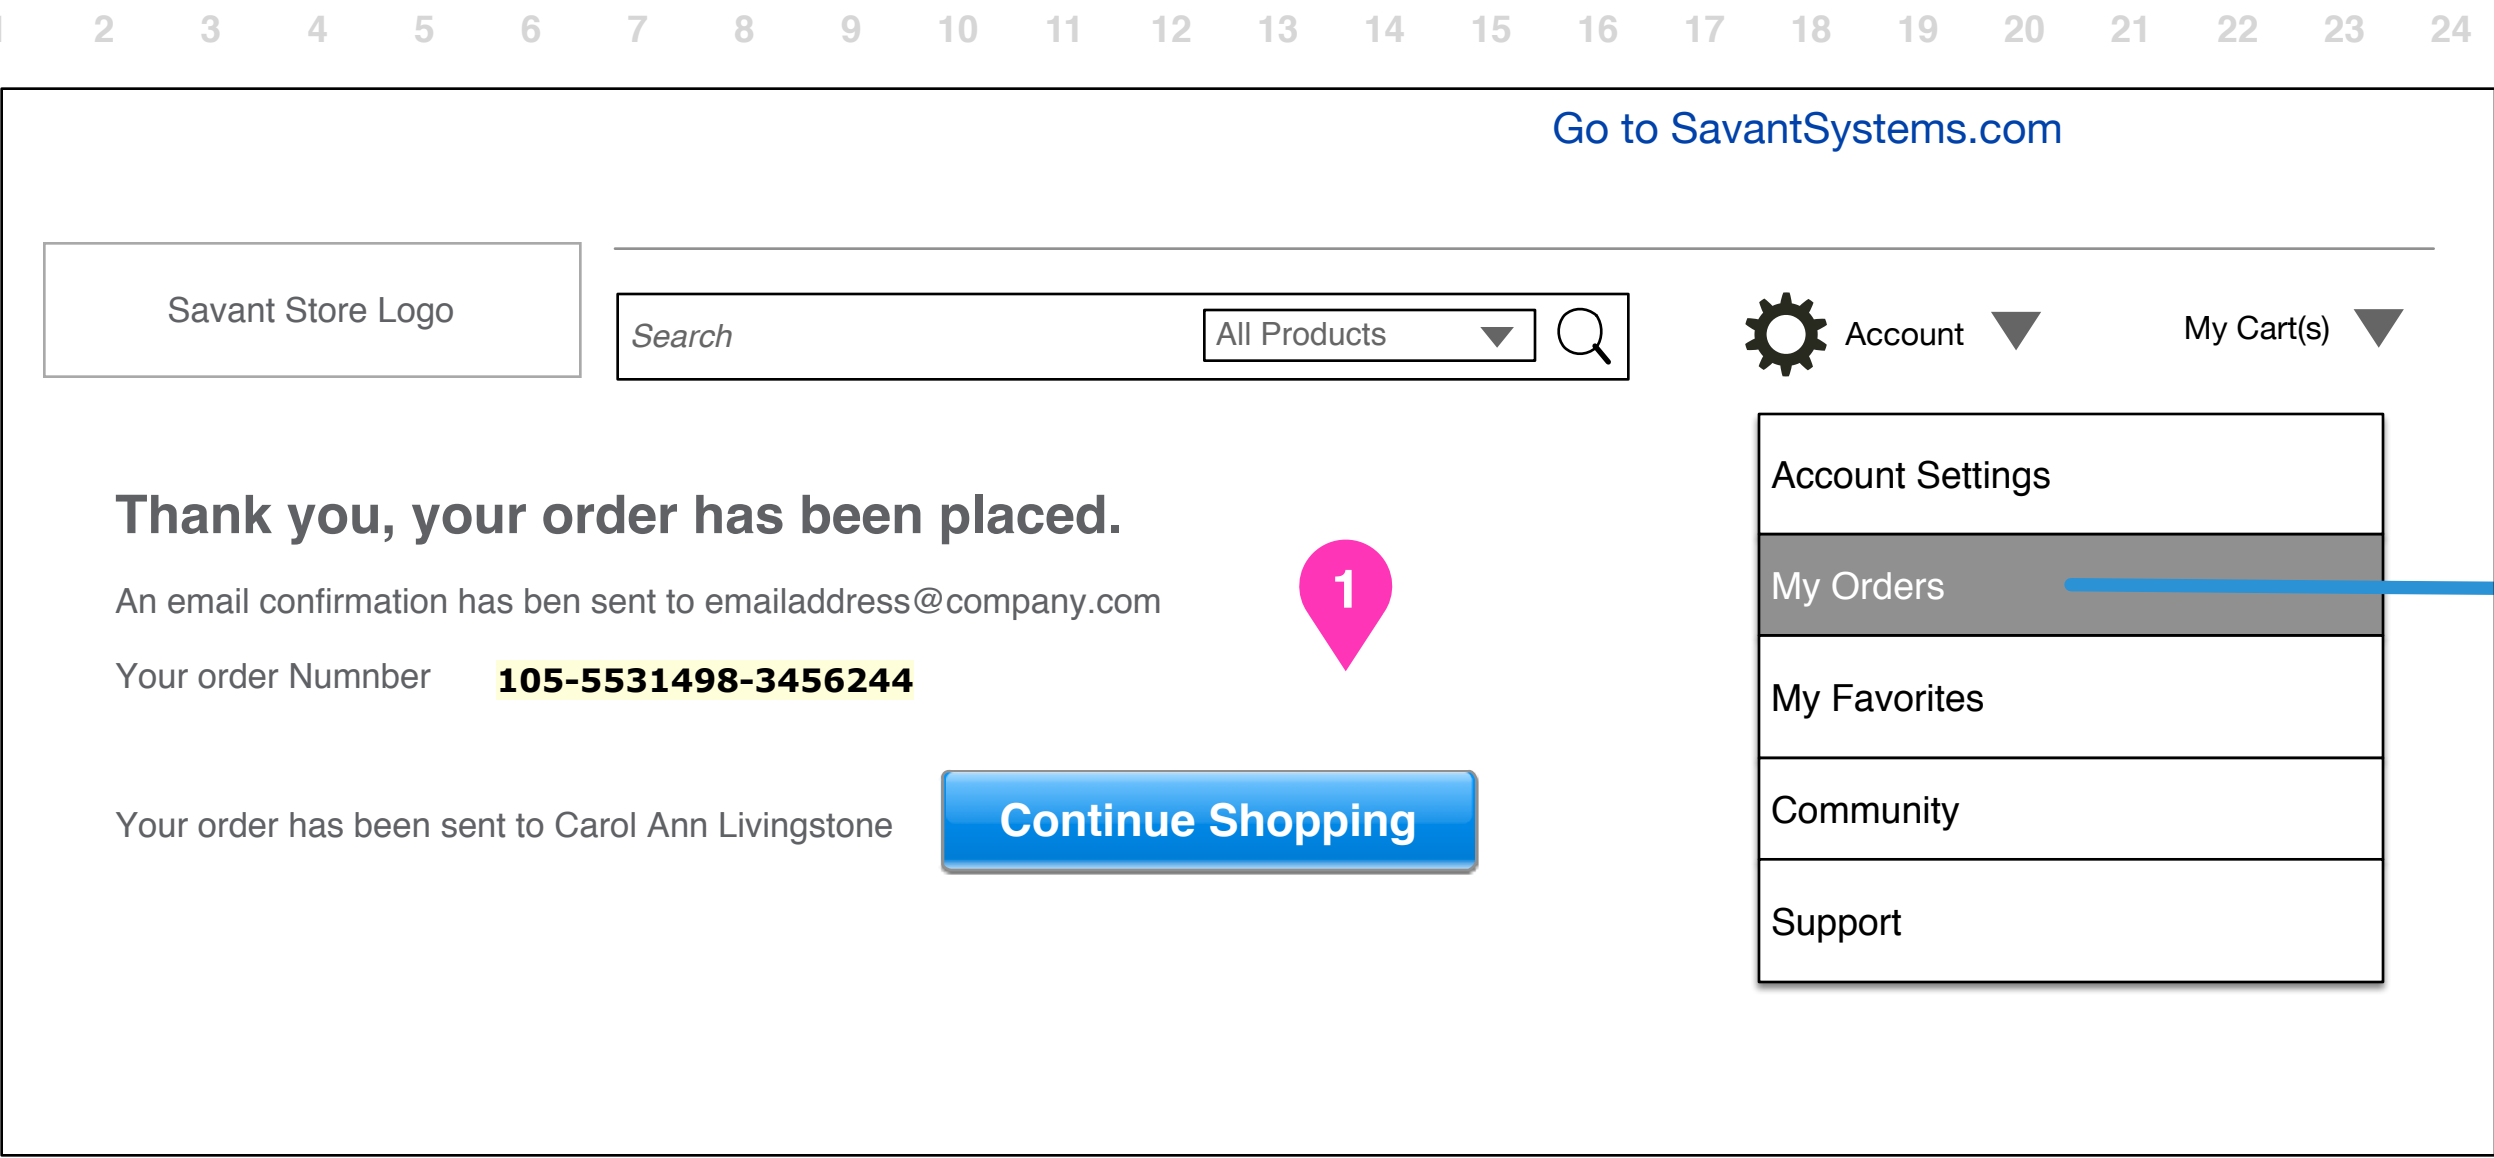 2 3 4 5 6 7 8 9 10 11 12 13 14 15 16 17 18 19 20 21 22 23 24
Go to SavantSystems.com
Savant Store Logo
Search
All Products
Account
My Cart(s)
Account Settings
Thank you, your order has been placed.
1
My Orders
An email confirmation has ben sent to emailaddress@company.com
Your order Numnber 105-5531498-3456244
My Favorites
Your order has been sent to Carol Ann Livingstone
Continue Shopping
Community
Support